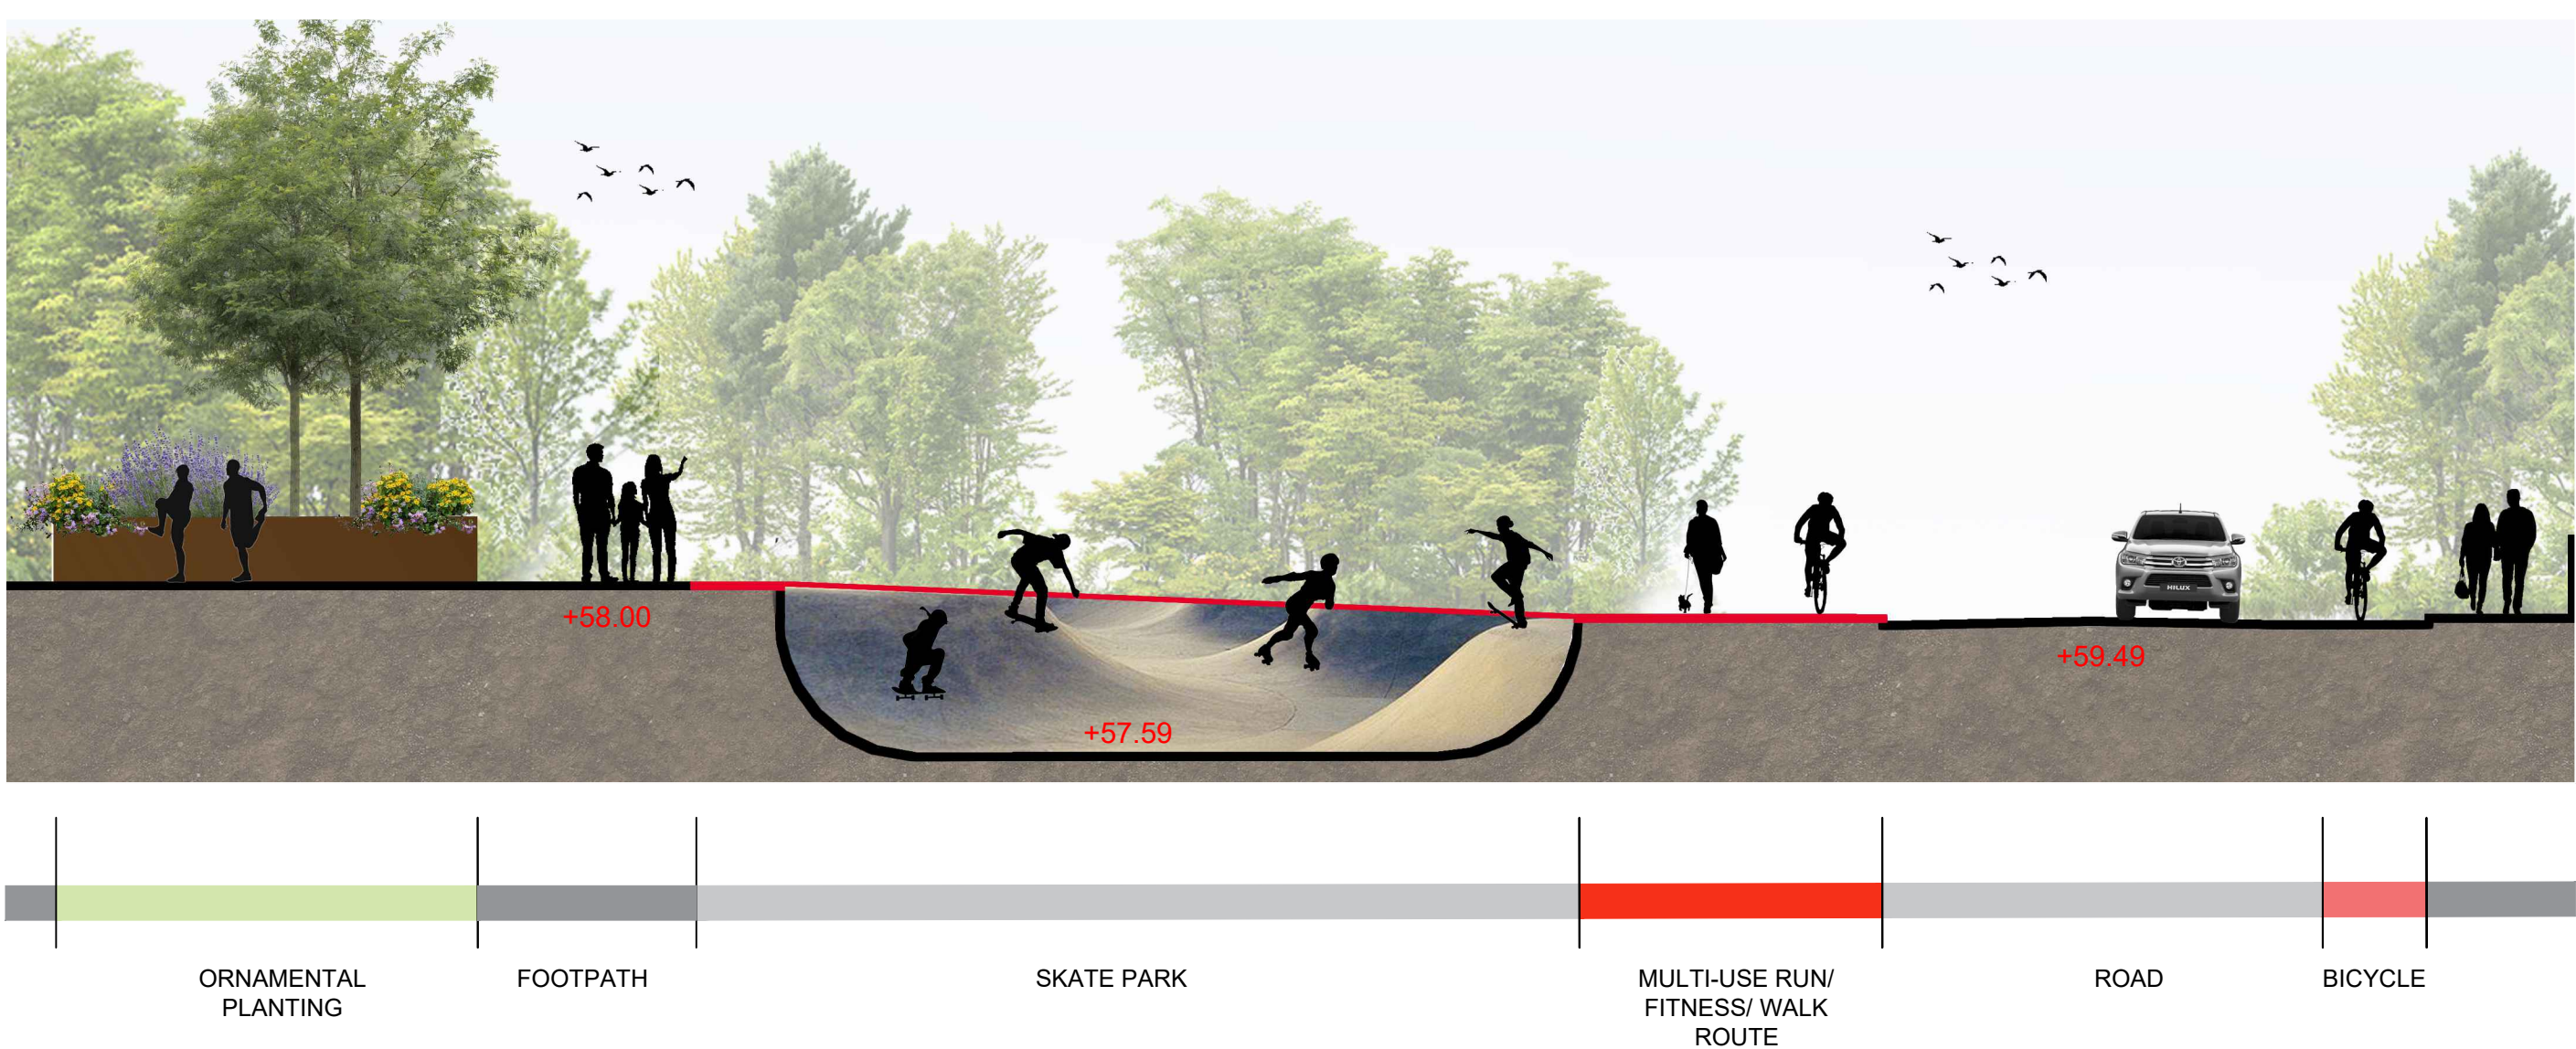 +58.00
+57.59
+59.49
HILUX
ORNAMENTAL
PLANTING
FOOTPATH
SKATE PARK
MULTI-USE RUN/
FITNESS/ WALK
ROUTE
ROAD
BICYCLE